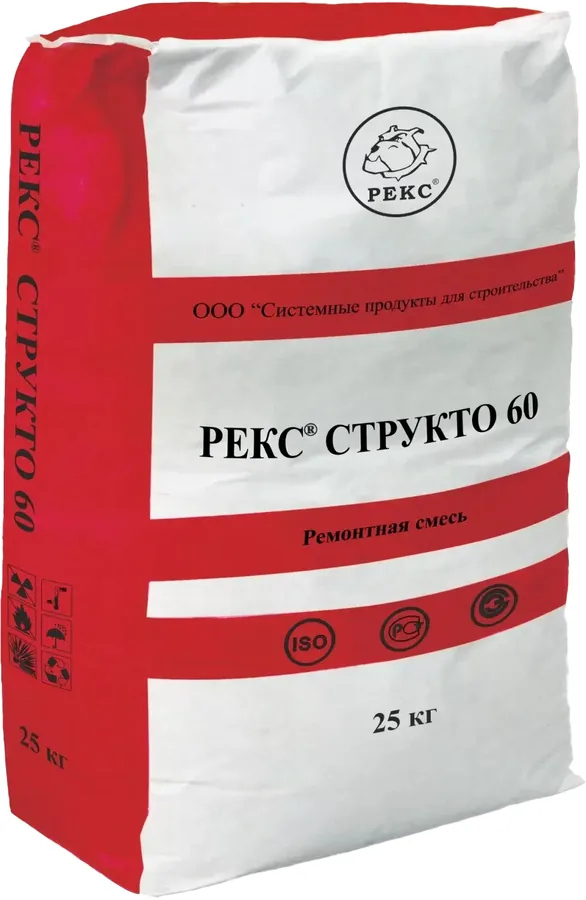 РЕКС®
ООО “Системные продукты для строительства”
РЕКС® СТРУКТО 60
Ремонтная смесь
ISO
РСТ
25 кг
РЕКС® СТРУКТО 60
25 кг